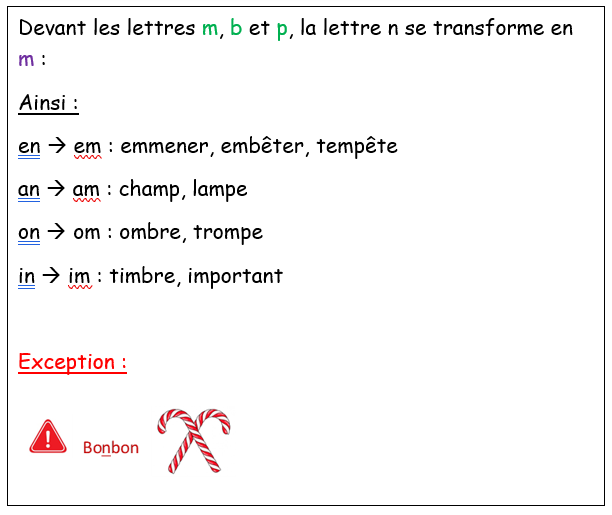 Devant les lettres m, b et p, la lettre n se transforme en
m :
Ainsi :
en → em : emmener, embêter, tempête
an → am : champ, lampe
on → om : ombre, trompe
in → im : timbre, important
Exception :
Bonbon